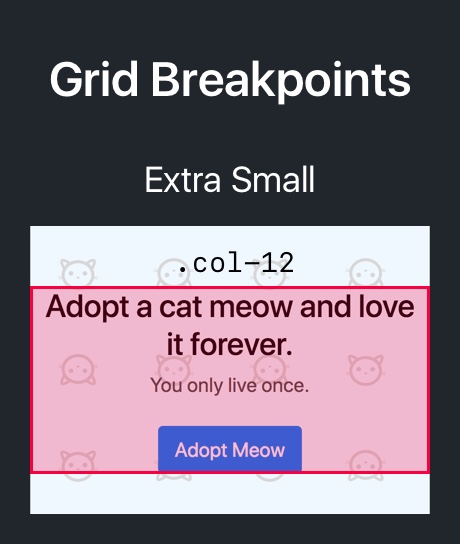 Grid Breakpoints
Extra Small
.col-12
Adopt a cat meow and love
it forever.
You only live once.
Adopt Meow